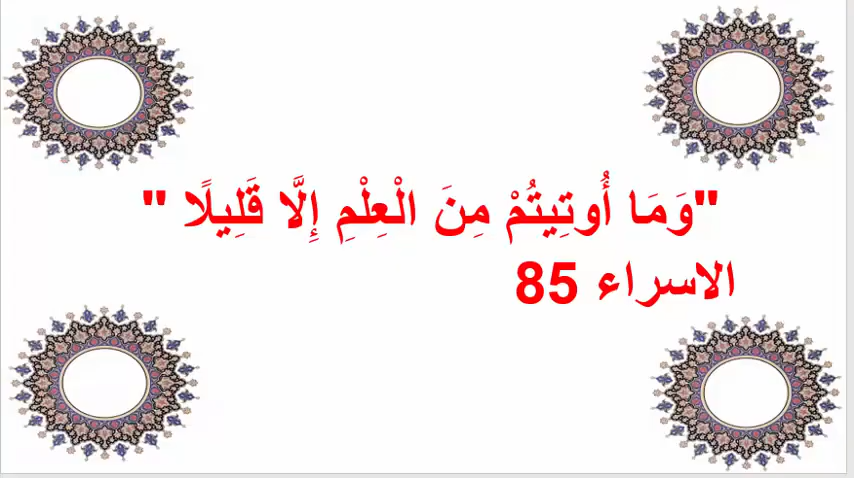 "وَمَا أُوتِيتُمْ مِنَ الْعِلْمِ إِلَّا قَلِيلًا "
الاسراء 85